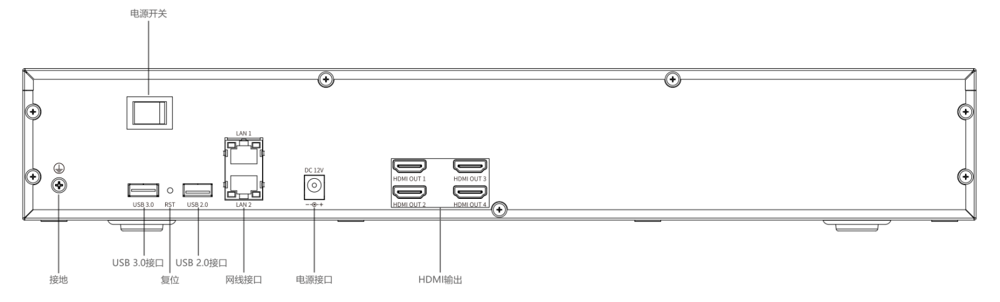 电源开关
LAN 1
DC 12V
HDMI OUT 1
HDMI OUT 3
USB 3.0
RST
USB 2.0
LAN 2
HDMI OUT 2
HDMI OUT 4
USB 3.0接口
USB 2.0接口
接地
复位
网线接口
电源接口
HDMI输出